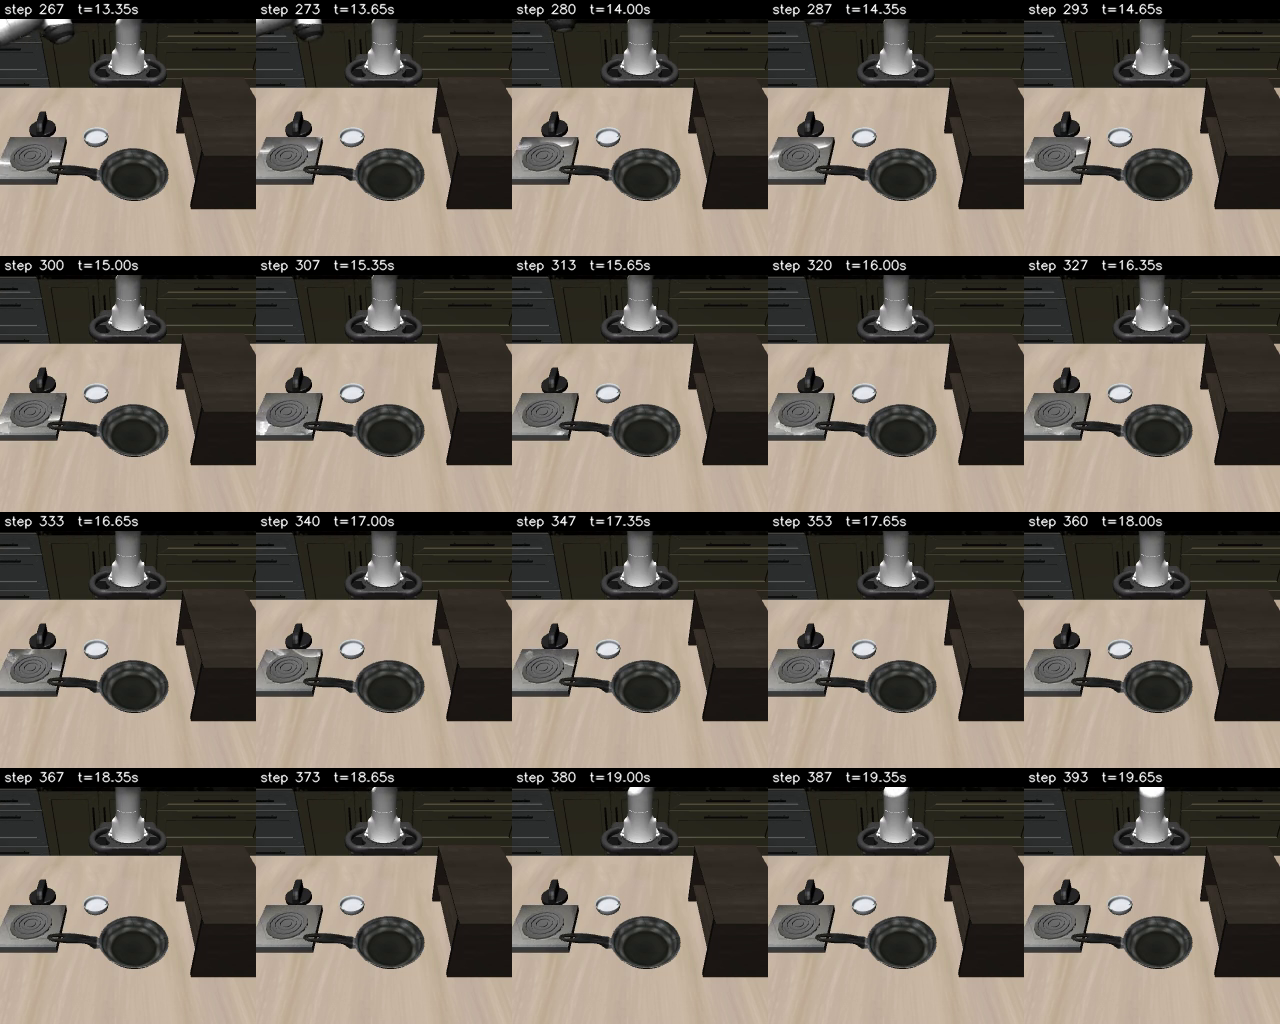 step 267 t=13.35s
step 273 t=13.65s
step 280 t=14.00s
step 287 t=14.35s
step 293 t=14.65s
step 300 t=15.00s
step 307 t=15.35s
step 313 t=15.65s
step 320 t=16.00s
step 327 t=16.35s
step 333 t=16.65s
step 340 t=17.00s
step 347 t=17.35s
step 353 t=17.65s
step 360 t=18.00s
step 367 t=18.35s
step 373 t=18.65s
step 380 t=19.00s
step 387 t=19.35s
step 393 t=19.65s